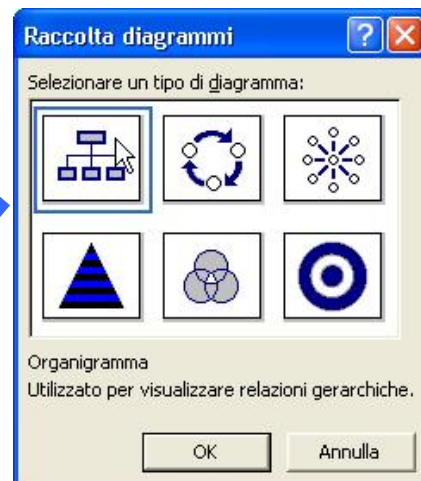 Raccolta diagrammi
Selezionare un tipo di diagramma:
Organigramma
Utilizzato per visualizzare relazioni gerarchiche.
OK
Annulla